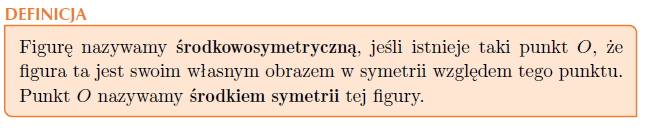 DEFINICJA
Figurę nazywamy środkowosymetryczną, jeśli istnieje taki punkt O, że
figura ta jest swoim własnym obrazem w symetrii względem tego punktu.
Punkt O nazywamy środkiem symetrii tej figury.